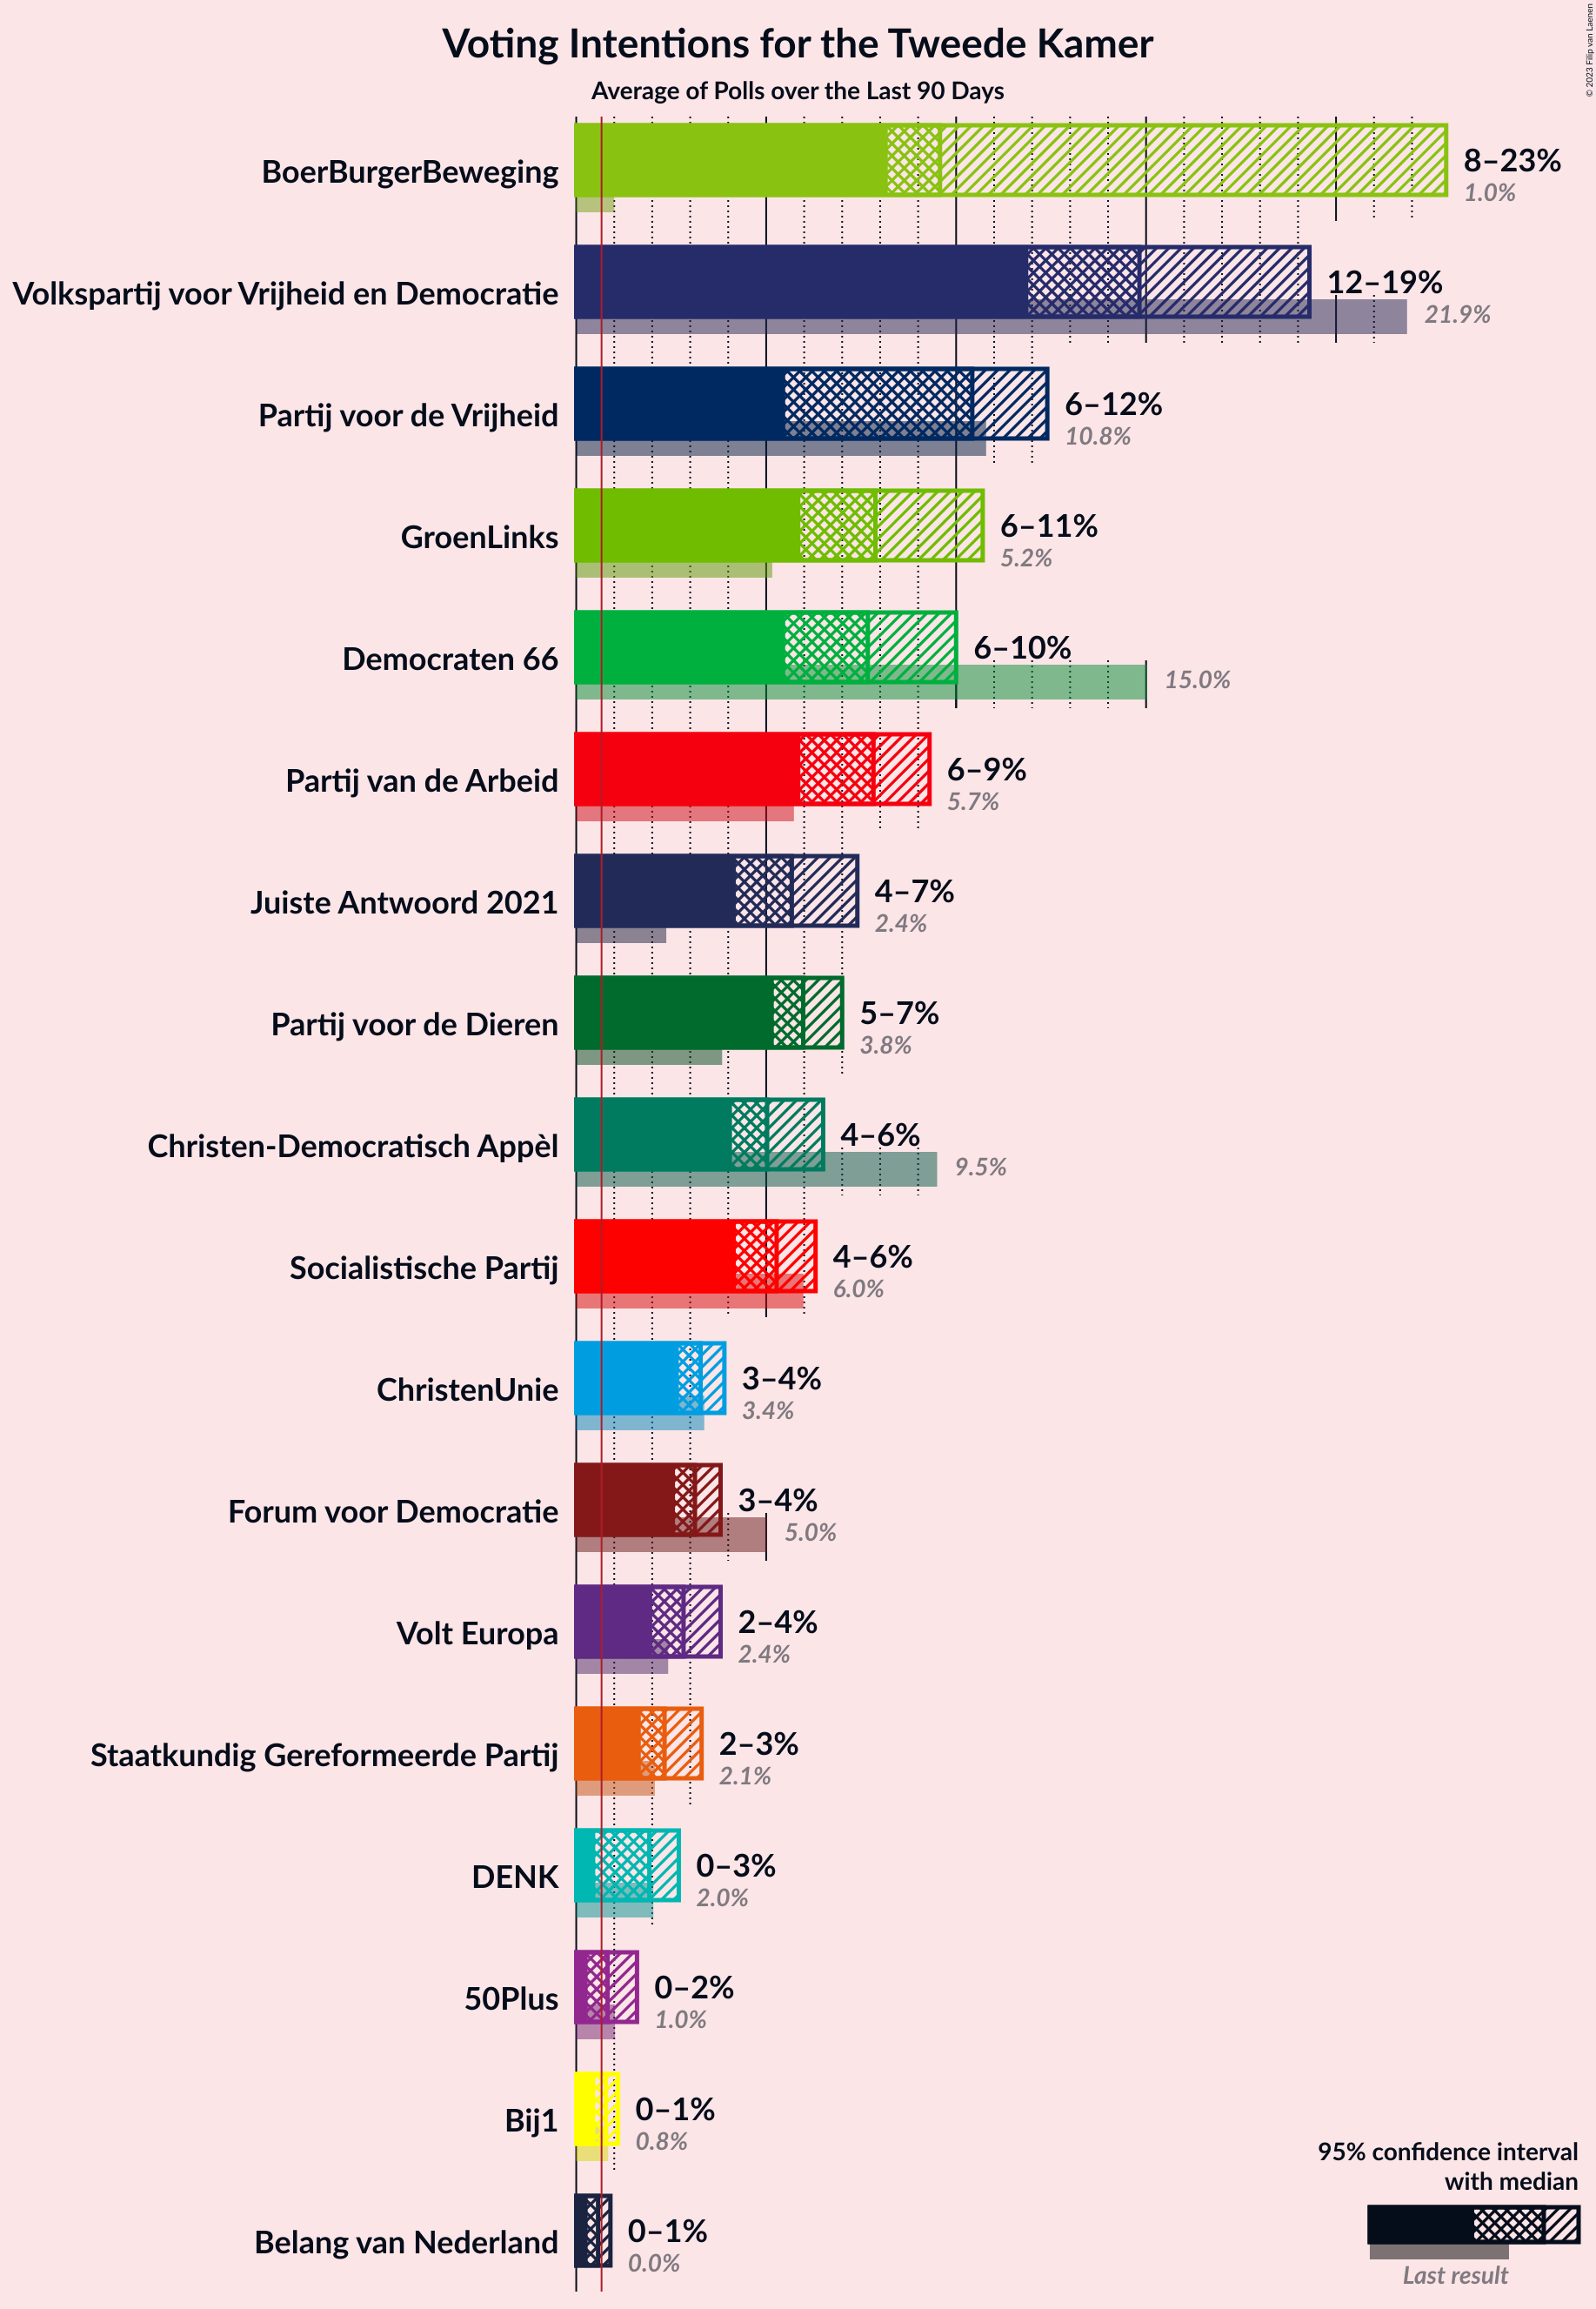 Voting Intentions for the Tweede Kamer
Average of Polls over the Last 90 Days
© 2023 Filip van Laenen
BoerBurgerBeweging
8–23%
1.0%
Volkspartij voor Vrijheid en Democratie
12–19%
21.9%
Partij voor de Vrijheid
6–12%
10.8%
GroenLinks
6–11%
5.2%
Democraten 66
6–10%
15.0%
Partij van de Arbeid
6–9%
5.7%
Juiste Antwoord 2021
4–7%
2.4%
Partij voor de Dieren
5–7%
3.8%
Christen-Democratisch Appèl
4–6%
9.5%
Socialistische Partij
4–6%
6.0%
ChristenUnie
3–4%
3.4%
Forum voor Democratie
3–4%
5.0%
Volt Europa
2–4%
2.4%
Staatkundig Gereformeerde Partij
2–3%
2.1%
DENK
0–3%
2.0%
50Plus
0–2%
1.0%
Bij1
0–1%
0.8%
Belang van Nederland
0–1%
0.0%
95% confidence interval
with median
Last result